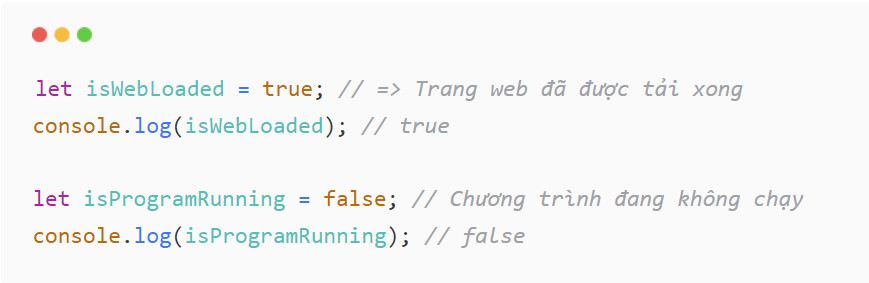 let isWebLoaded = true; // => Trang web đã được tải xong
console.log(isWebLoaded); // true
let isProgramRunning = false; // Chương trình đang không chạy
console.log(isProgramRunning); // false